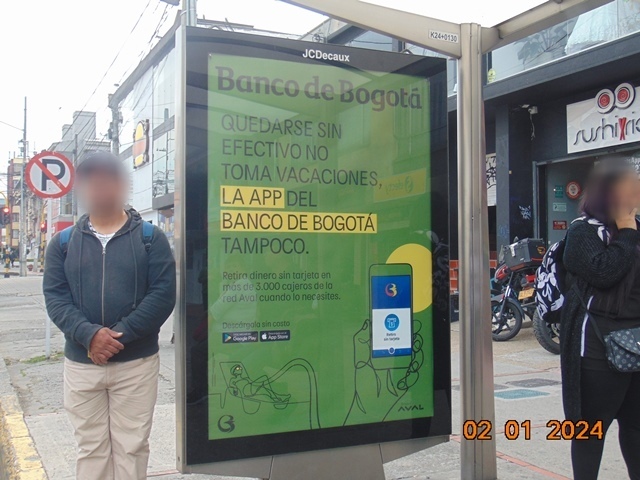 JCDecaux
K24+0130
Banco de Bogotá
QUEDARSE SIN
EFECTIVO NO
TOMA VACACIONES,
LA APP DEL
BANCO DE BOGOTÁ
TAMPOCO.
Retira dinero sin tarjeta en
más de 3.000 cajeros de la
red Aval cuando lo necesites.
Descárgala sin costo
Google Play
App Store
AVAL
P
02 01 2024